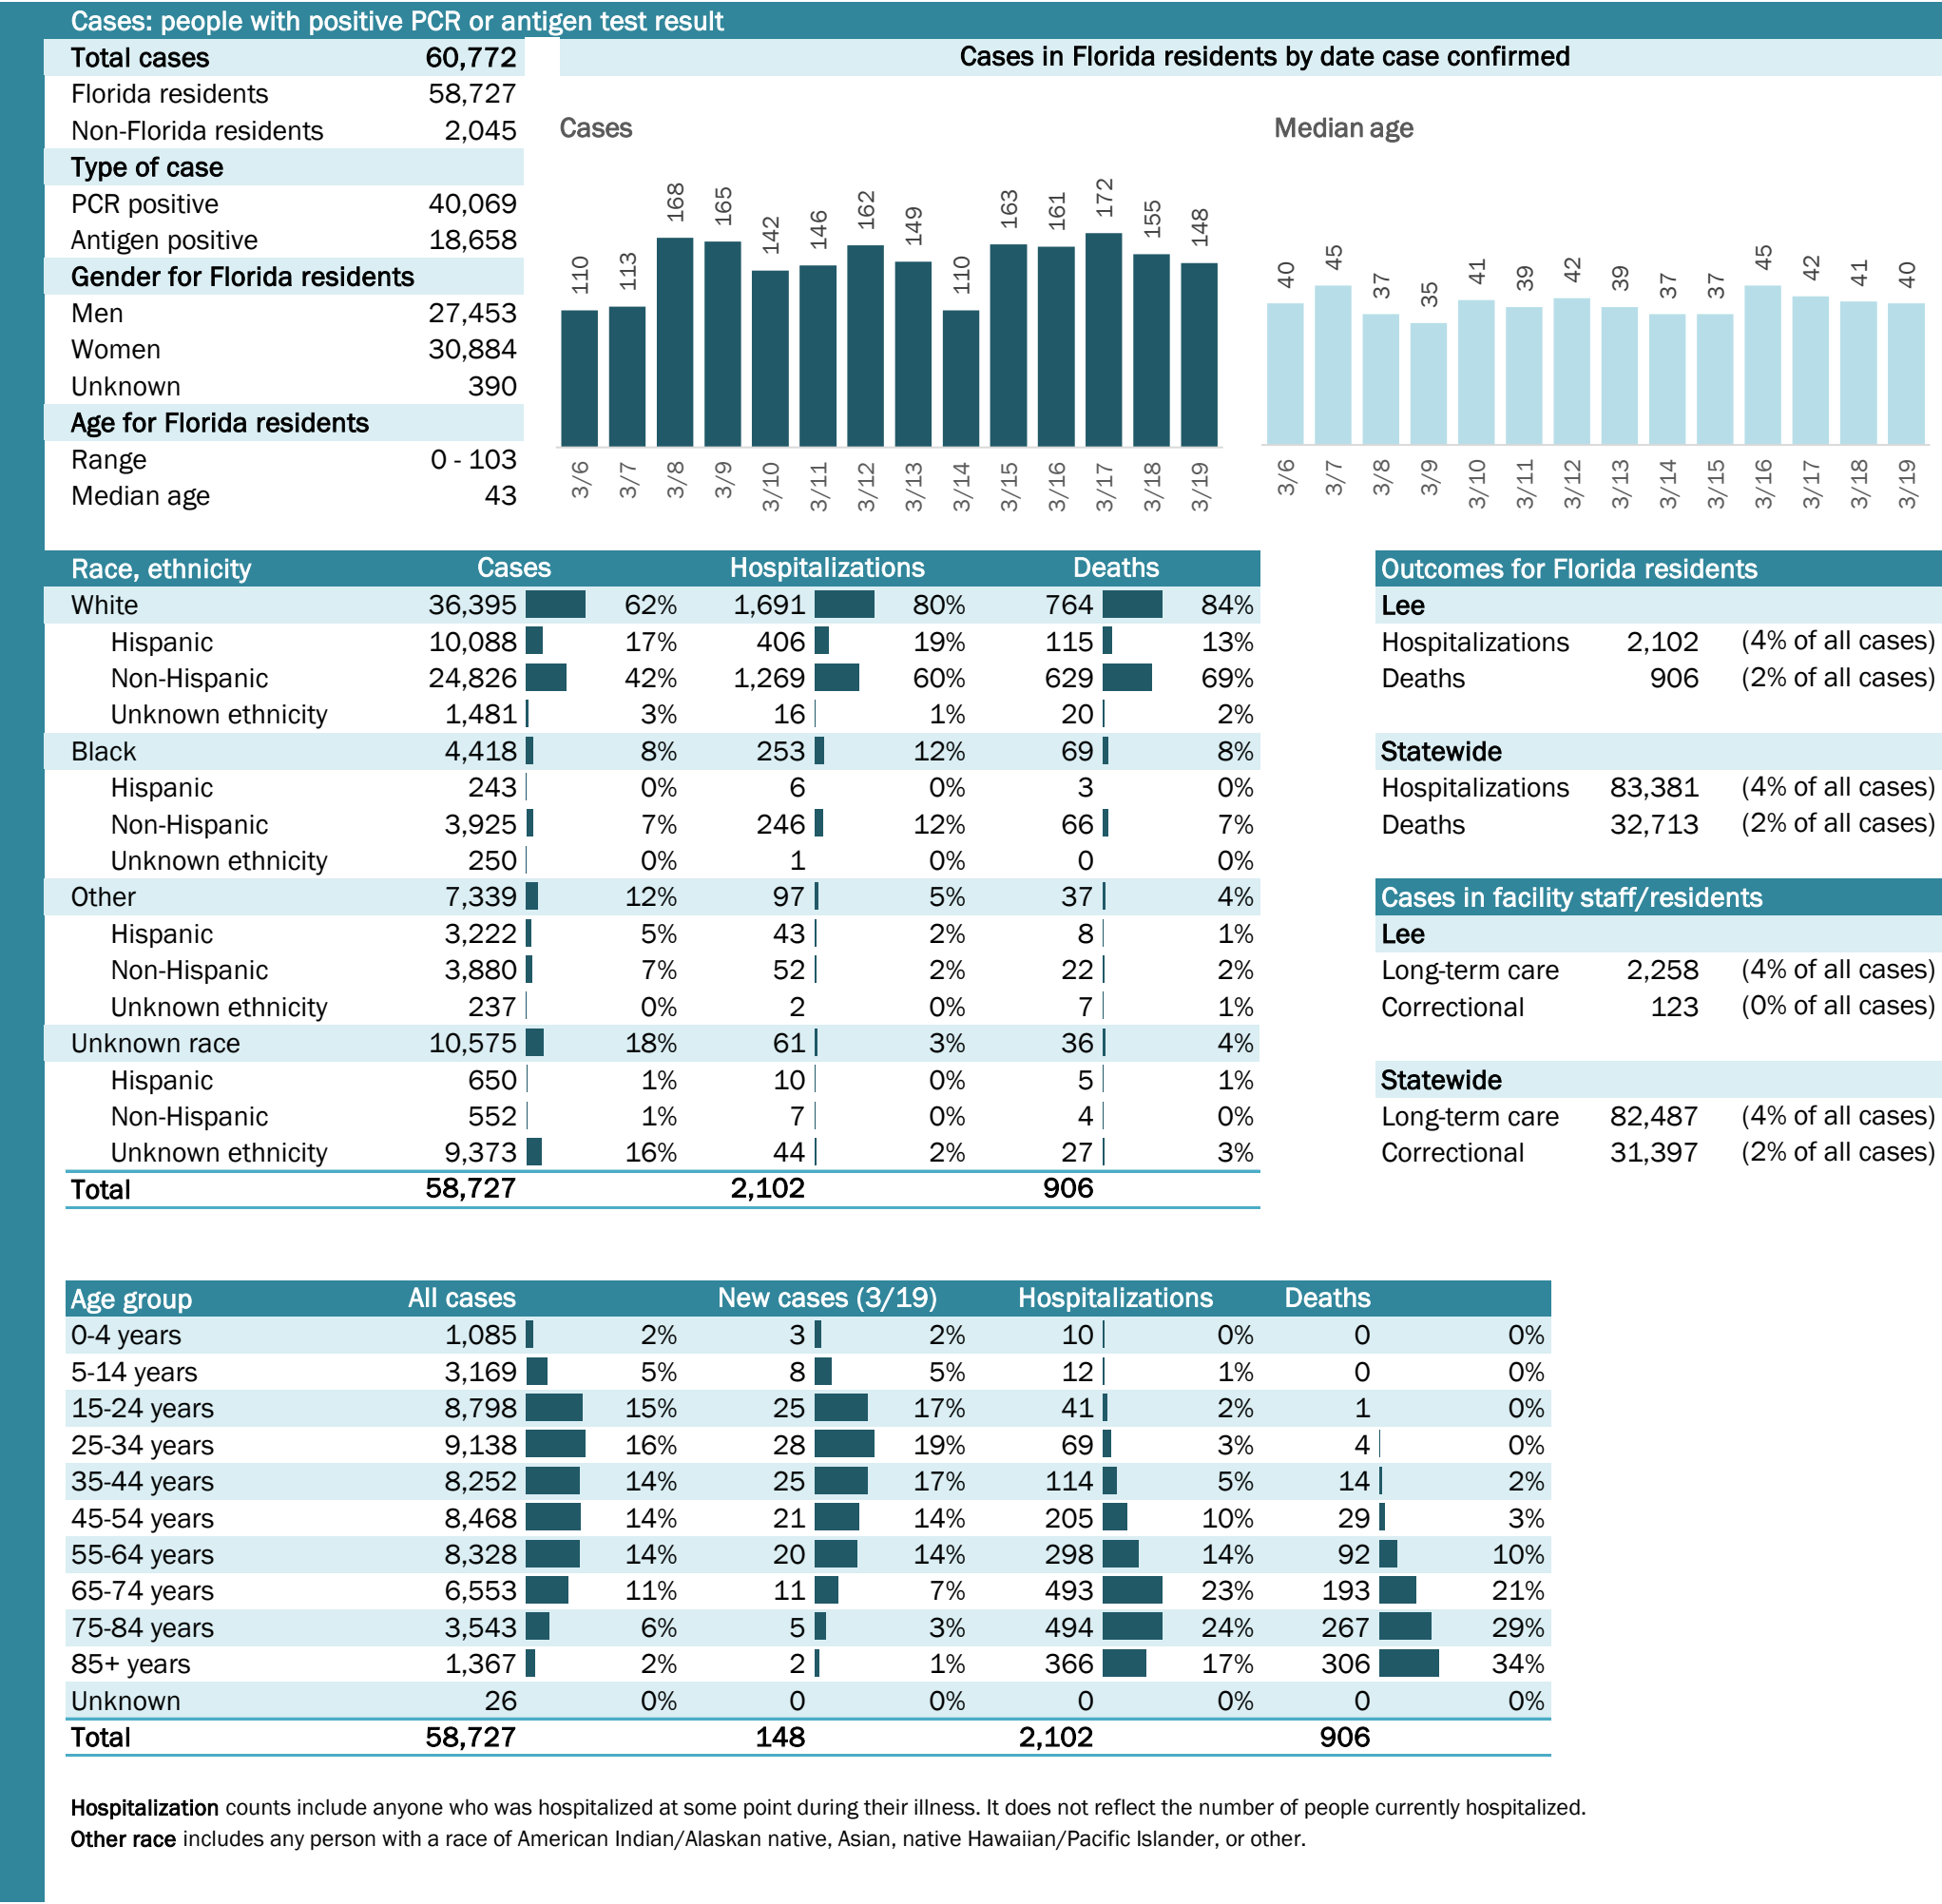 Cases: people with positive PCR or antigen test result
Total cases 60,772
Florida residents 58,727
Non-Florida residents 2,045
Type of case
PCR positive 40,069
Antigen positive 18,658
Gender for Florida residents
Men 27,453
Women 30,884
Unknown 390
Age for Florida residents
Range 0 - 103
Median age 43
Cases in Florida residents by date case confirmed
Cases
110 113 168 165 142 146 162 149 110 163 161 172 155 148
3/6 3/7 3/8 3/9 3/10 3/11 3/12 3/13 3/14 3/15 3/16 3/17 3/18 3/19
Median age
40 45 37 35 41 39 42 39 37 37 45 42 41 40
3/6 3/7 3/8 3/9 3/10 3/11 3/12 3/13 3/14 3/15 3/16 3/17 3/18 3/19
Race, ethnicity Cases Hospitalizations Deaths
White 36,395 62% 1,691 80% 764 84%
Hispanic 10,088 17% 406 19% 115 13%
Non-Hispanic 24,826 42% 1,269 60% 629 69%
Unknown ethnicity 1,481 3% 16 1% 20 2%
Black 4,418 8% 253 12% 69 8%
Hispanic 243 0% 6 0% 3 0%
Non-Hispanic 3,925 7% 246 12% 66 7%
Unknown ethnicity 250 0% 1 0% 0 0%
Other 7,339 12% 97 5% 37 4%
Hispanic 3,222 5% 43 2% 8 1%
Non-Hispanic 3,880 7% 52 2% 22 2%
Unknown ethnicity 237 0% 2 0% 7 1%
Unknown race 10,575 18% 61 3% 36 4%
Hispanic 650 1% 10 0% 5 1%
Non-Hispanic 552 1% 7 0% 4 0%
Unknown ethnicity 9,373 16% 44 2% 27 3%
Total 58,727 2,102 906
Outcomes for Florida residents
Lee
Hospitalizations 2,102 (4% of all cases)
Deaths 906 (2% of all cases)
Statewide
Hospitalizations 83,381 (4% of all cases)
Deaths 32,713 (2% of all cases)
Cases in facility staff/residents
Lee
Long-term care 2,258 (4% of all cases)
Correctional 123 (0% of all cases)
Statewide
Long-term care 82,487 (4% of all cases)
Correctional 31,397 (2% of all cases)
Age group All cases New cases (3/19) Hospitalizations Deaths
0-4 years 1,085 2% 3 2% 10 0% 0 0%
5-14 years 3,169 5% 8 5% 12 1% 0 0%
15-24 years 8,798 15% 25 17% 41 2% 1 0%
25-34 years 9,138 16% 28 19% 69 3% 4 0%
35-44 years 8,252 14% 25 17% 114 5% 14 2%
45-54 years 8,468 14% 21 14% 205 10% 29 3%
55-64 years 8,328 14% 20 14% 298 14% 92 10%
65-74 years 6,553 11% 11 7% 493 23% 193 21%
75-84 years 3,543 6% 5 3% 494 24% 267 29%
85+ years 1,367 2% 2 1% 366 17% 306 34%
Unknown 26 0% 0 0% 0 0% 0 0%
Total 58,727 148 2,102 906
Hospitalization counts include anyone who was hospitalized at some point during their illness. It does not reflect the number of people currently hospitalized.
Other race includes any person with a race of American Indian/Alaskan native, Asian, native Hawaiian/Pacific Islander, or other.